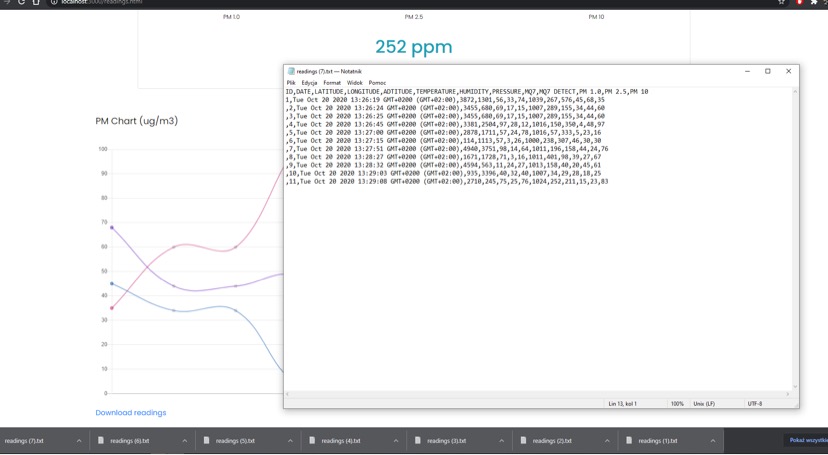 localhost:3000/readings.html
PM 1.0 PM 2.5 PM 10
252 ppm
PM Chart (ug/m3)
100
90
80
70
60
50
40
30
20
10
0
Download readings
readings (7).txt — Notatnik
Plik Edycja Format Widok Pomoc
ID,DATE,LATITUDE,LONGITUDE,ADTITUDE,TEMPERATURE,HUMIDITY,PRESSURE,MQ7,MQ7 DETECT,PM 1.0,PM 2.5,PM 10
1,Tue Oct 20 2020 13:26:19 GMT+0200 (GMT+02:00),3872,1301,56,33,74,1039,267,576,45,68,35
,2,Tue Oct 20 2020 13:26:24 GMT+0200 (GMT+02:00),3455,680,69,17,15,1007,289,155,34,44,60
,3,Tue Oct 20 2020 13:26:25 GMT+0200 (GMT+02:00),3455,680,69,17,15,1007,289,155,34,44,60
,4,Tue Oct 20 2020 13:26:45 GMT+0200 (GMT+02:00),3381,2504,97,28,12,1016,150,350,4,48,97
,5,Tue Oct 20 2020 13:27:00 GMT+0200 (GMT+02:00),2878,1711,57,24,78,1016,57,333,5,23,16
,6,Tue Oct 20 2020 13:27:15 GMT+0200 (GMT+02:00),114,1113,57,3,26,1000,238,307,46,30,30
,7,Tue Oct 20 2020 13:27:51 GMT+0200 (GMT+02:00),4940,3751,98,14,64,1011,196,158,44,24,76
,8,Tue Oct 20 2020 13:28:27 GMT+0200 (GMT+02:00),1671,1728,71,3,16,1011,401,98,39,27,67
,9,Tue Oct 20 2020 13:28:32 GMT+0200 (GMT+02:00),4594,563,11,24,27,1013,158,40,20,45,61
,10,Tue Oct 20 2020 13:29:03 GMT+0200 (GMT+02:00),935,3396,40,32,40,1007,34,29,28,18,25
,11,Tue Oct 20 2020 13:29:08 GMT+0200 (GMT+02:00),2710,245,75,25,76,1024,252,211,15,23,83
Lin 13, kol 1 100% Unix (LF) UTF-8
readings (7).txt readings (6).txt readings (5).txt readings (4).txt readings (3).txt readings (2).txt readings (1).txt Pokaż wszystkie